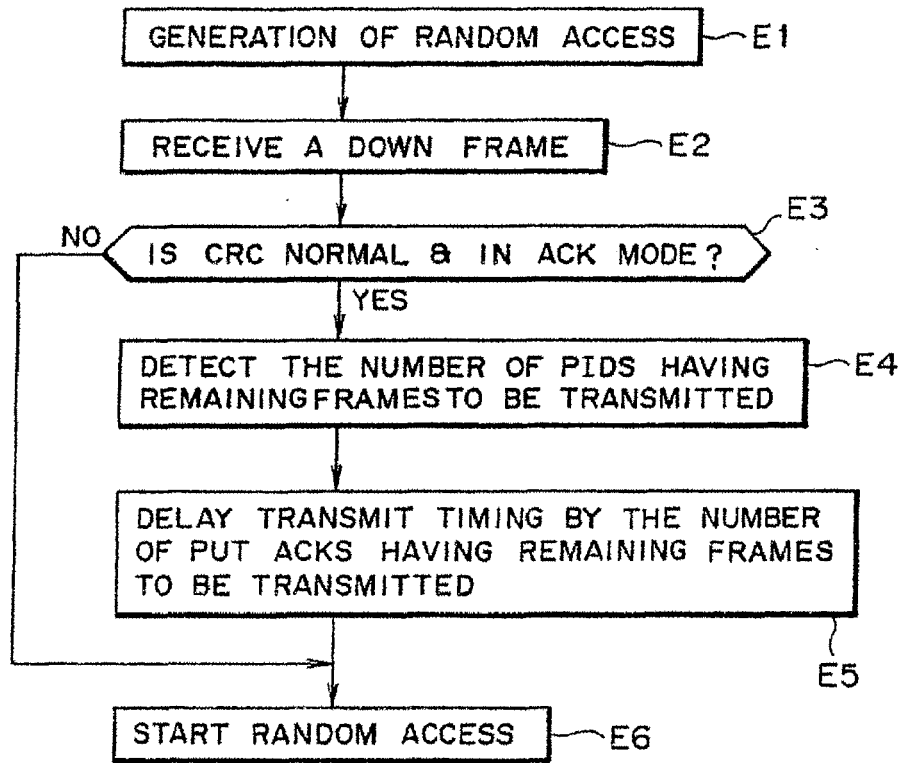 GENERATION OF RANDOM ACCESS E1
RECEIVE A DOWN FRAME E2
E3
NO IS CRC NORMAL & IN ACK MODE?
YES
DETECT THE NUMBER OF PIDS HAVING E4
REMAINING FRAMES TO BE TRANSMITTED
DELAY TRANSMIT TIMING BY THE NUMBER
OF PUT ACKS HAVING REMAINING FRAMES
TO BE TRANSMITTED
E5
START RANDOM ACCESS E6